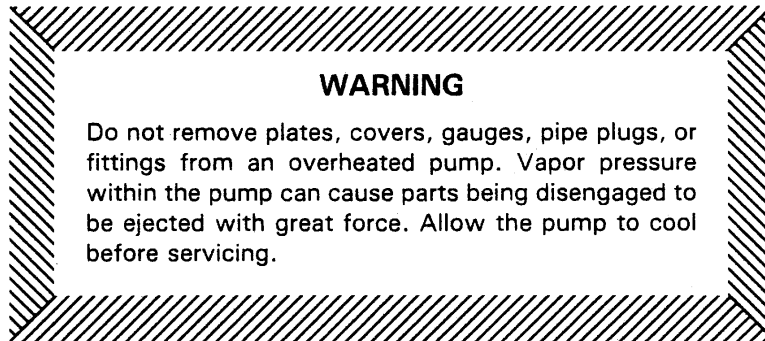 WARNING
Do not remove plates, covers, gauges, pipe plugs, or
fittings from an overheated pump. Vapor pressure
within the pump can cause parts being disengaged to
be ejected with great force. Allow the pump to cool
before servicing.